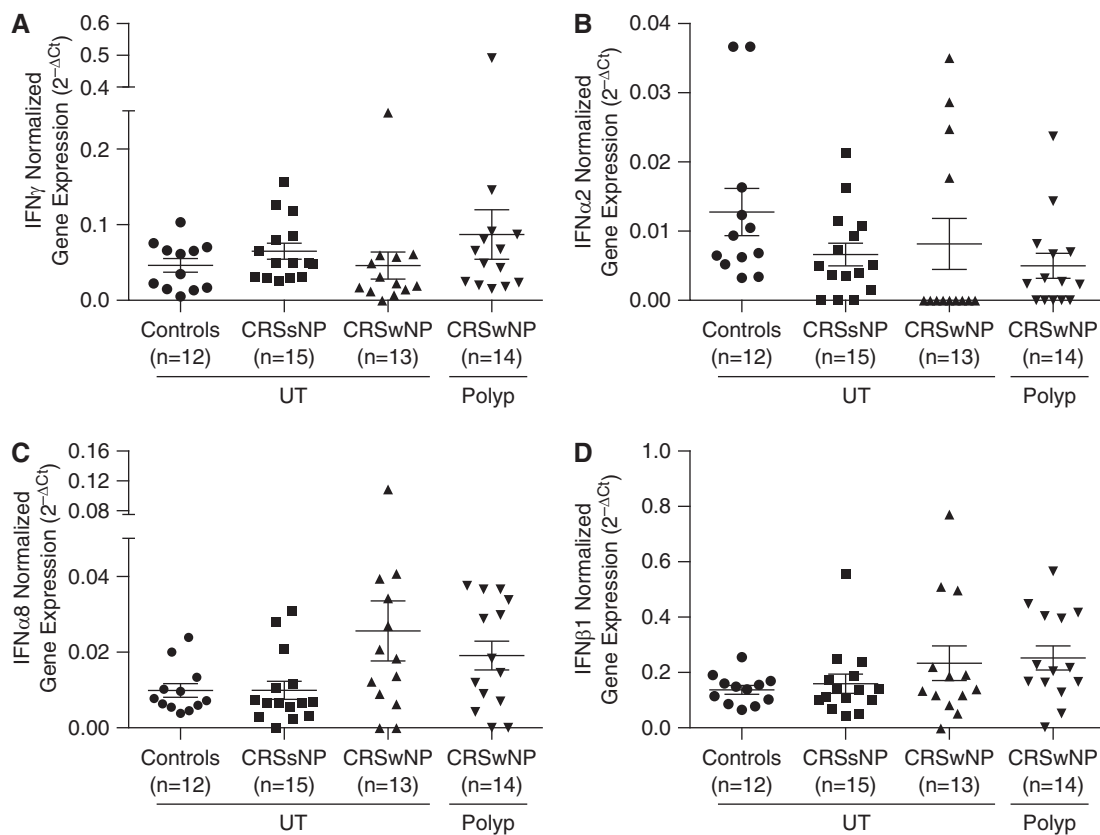 A
IFNγ Normalized
Gene Expression (2⁻ΔCt)
0.6
0.5
0.4
0.2
0.1
0.0
Controls CRSsNP CRSwNP CRSwNP
(n=12) (n=15) (n=13) (n=14)
UT Polyp
B
IFNα2 Normalized
Gene Expression (2⁻ΔCt)
0.04
0.03
0.02
0.01
0.00
Controls CRSsNP CRSwNP CRSwNP
(n=12) (n=15) (n=13) (n=14)
UT Polyp
C
IFNα8 Normalized
Gene Expression (2⁻ΔCt)
0.16
0.12
0.08
0.04
0.02
0.00
Controls CRSsNP CRSwNP CRSwNP
(n=12) (n=15) (n=13) (n=14)
UT Polyp
D
IFNβ1 Normalized
Gene Expression (2⁻ΔCt)
1.0
0.8
0.6
0.4
0.2
0.0
Controls CRSsNP CRSwNP CRSwNP
(n=12) (n=15) (n=13) (n=14)
UT Polyp